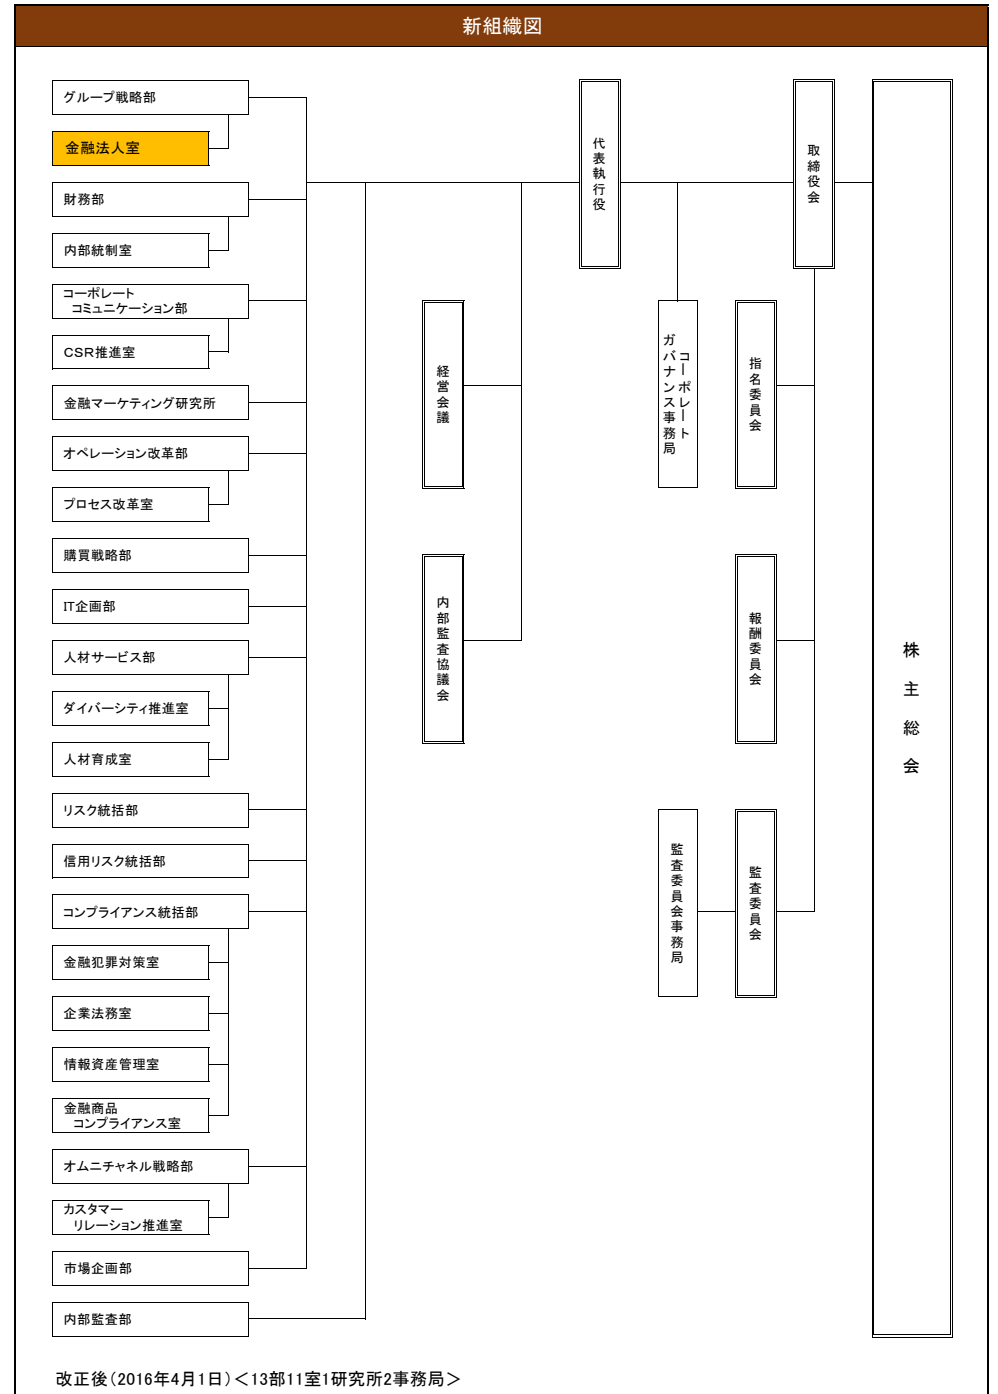 新組織図
グループ戦略部
金融法人室
財務部
内部統制室
コーポレート
コミュニケーション部
CSR推進室
金融マーケティング研究所
オペレーション改革部
プロセス改革室
購買戦略部
IT企画部
人材サービス部
ダイバーシティ推進室
人材育成室
リスク統括部
信用リスク統括部
コンプライアンス統括部
金融犯罪対策室
企業法務室
情報資産管理室
金融商品
コンプライアンス室
オムニチャネル戦略部
カスタマー
リレーション推進室
市場企画部
内部監査部
経営会議
内部監査協議会
代表執行役
コーポレート
ガバナンス事務局
監査委員会事務局
取締役会
指名委員会
報酬委員会
監査委員会
株主総会
改正後(2016年4月1日)<13部11室1研究所2事務局>